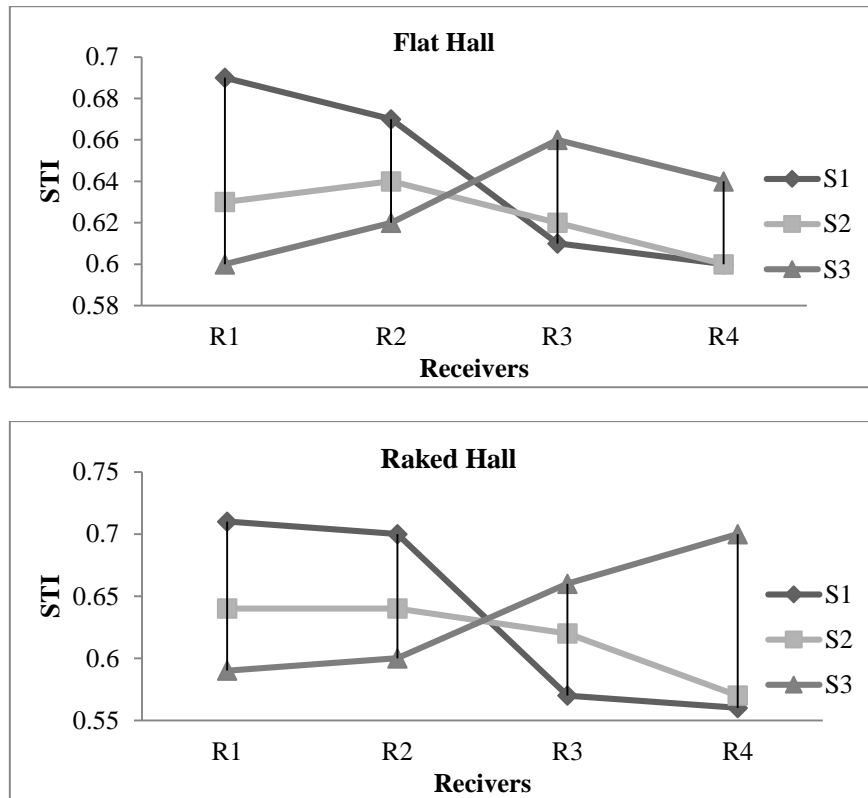 Flat Hall
0.7
0.68
0.66
0.64
0.62
0.6
0.58
STI
R1 R2 R3 R4
Receivers
S1
S2
S3
Raked Hall
0.75
0.7
0.65
0.6
0.55
STI
R1 R2 R3 R4
Recivers
S1
S2
S3